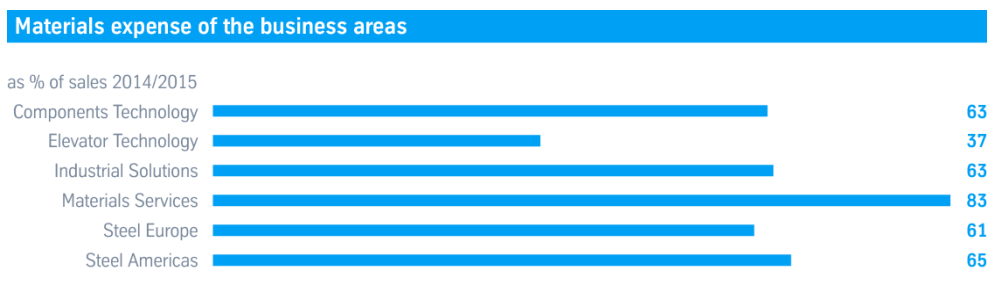 Materials expense of the business areas
as % of sales 2014/2015
Components Technology 63
Elevator Technology 37
Industrial Solutions 63
Materials Services 83
Steel Europe 61
Steel Americas 65